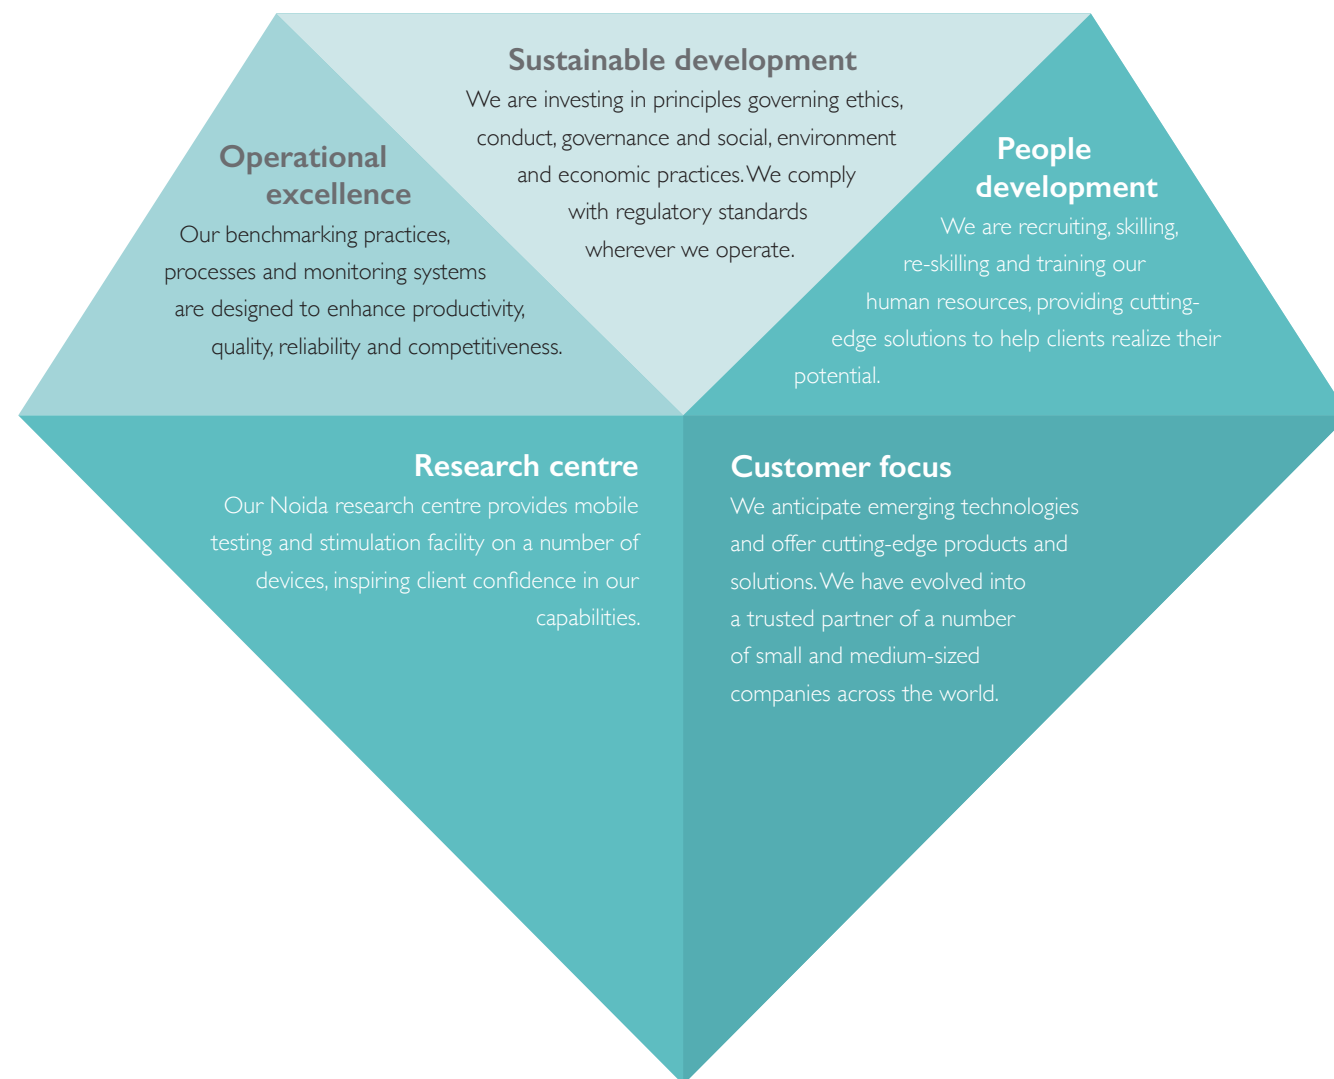 Sustainable development
We are investing in principles governing ethics,
conduct, governance and social, environment
and economic practices. We comply
with regulatory standards
wherever we operate.
Operational
excellence
Our benchmarking practices,
processes and monitoring systems
are designed to enhance productivity,
quality, reliability and competitiveness.
People
development
We are recruiting, skilling,
re-skilling and training our
human resources, providing cutting-
edge solutions to help clients realize their
potential.
Research centre
Our Noida research centre provides mobile
testing and stimulation facility on a number of
devices, inspiring client confidence in our
capabilities.
Customer focus
We anticipate emerging technologies
and offer cutting-edge products and
solutions. We have evolved into
a trusted partner of a number
of small and medium-sized
companies across the world.